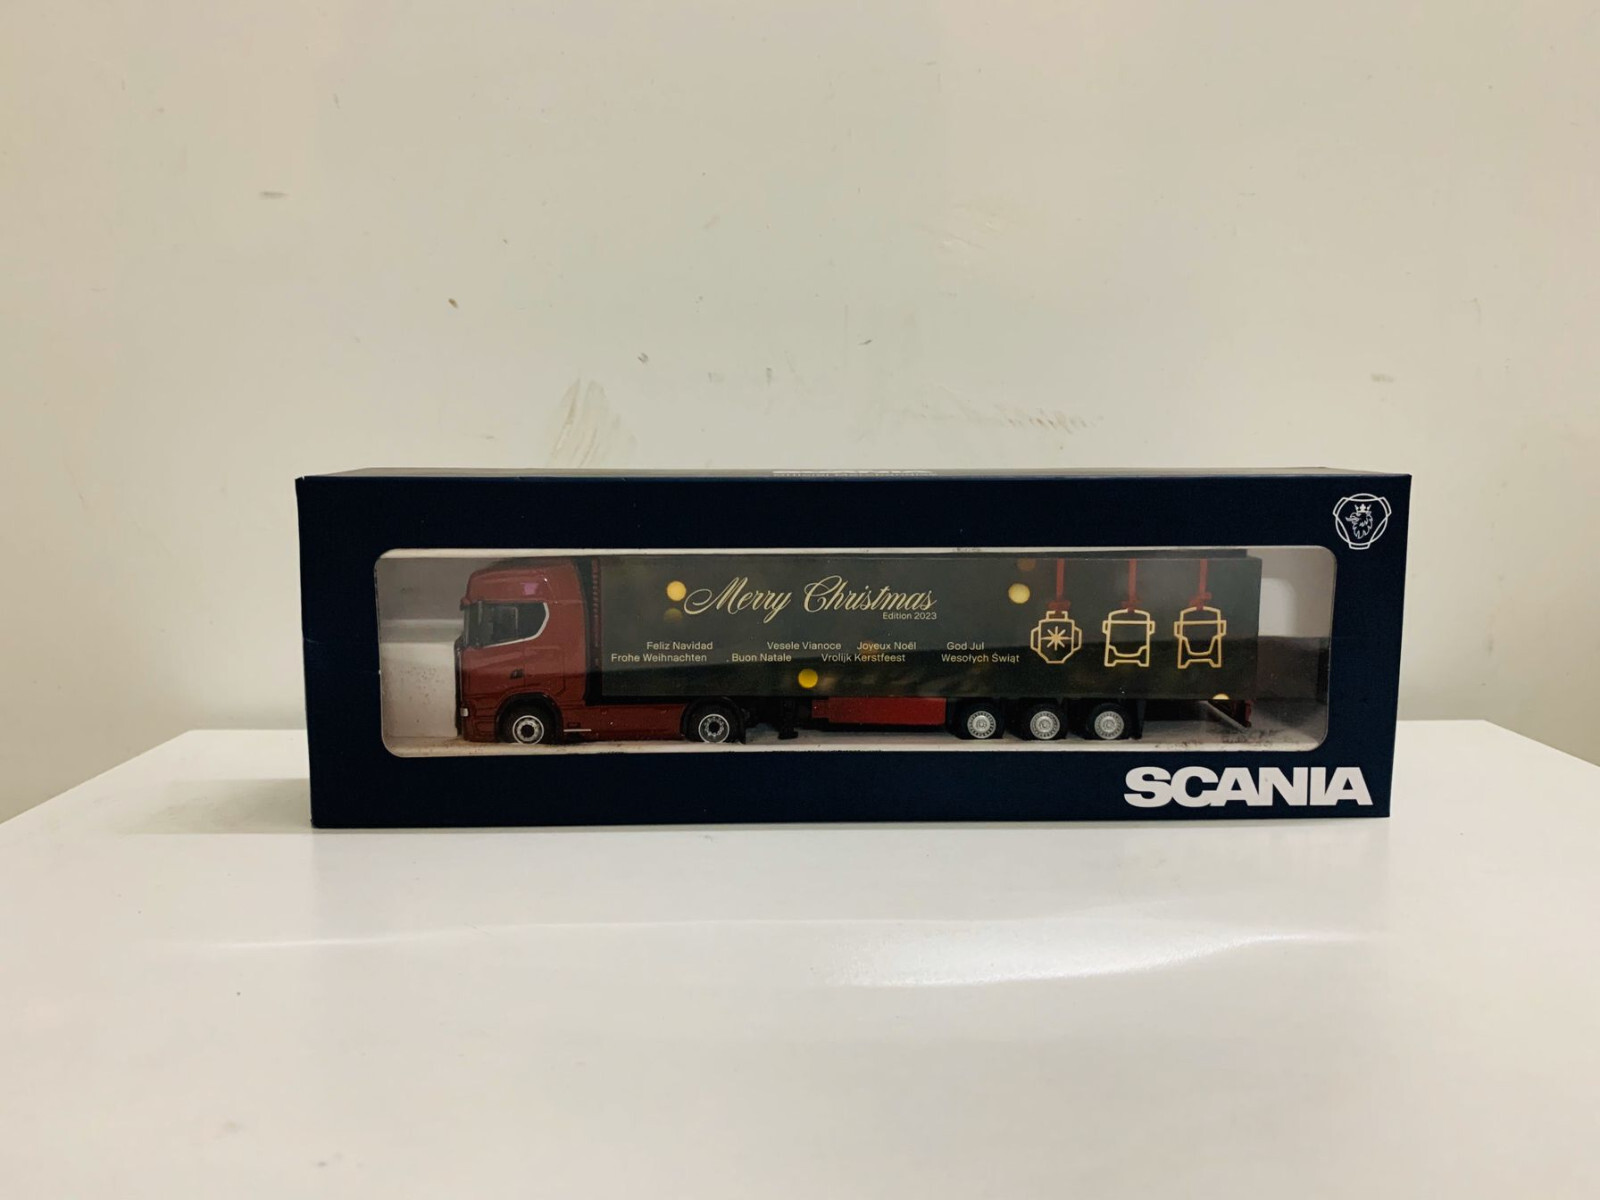 SCANIA
Merry Christmas
Edition 2023
Feliz Navidad Vesele Vianoce Joyeux Noël God Jul
Frohe Weihnachten Buon Natale Vrolijk Kerstfeest Wesołych Świąt
SCANIA